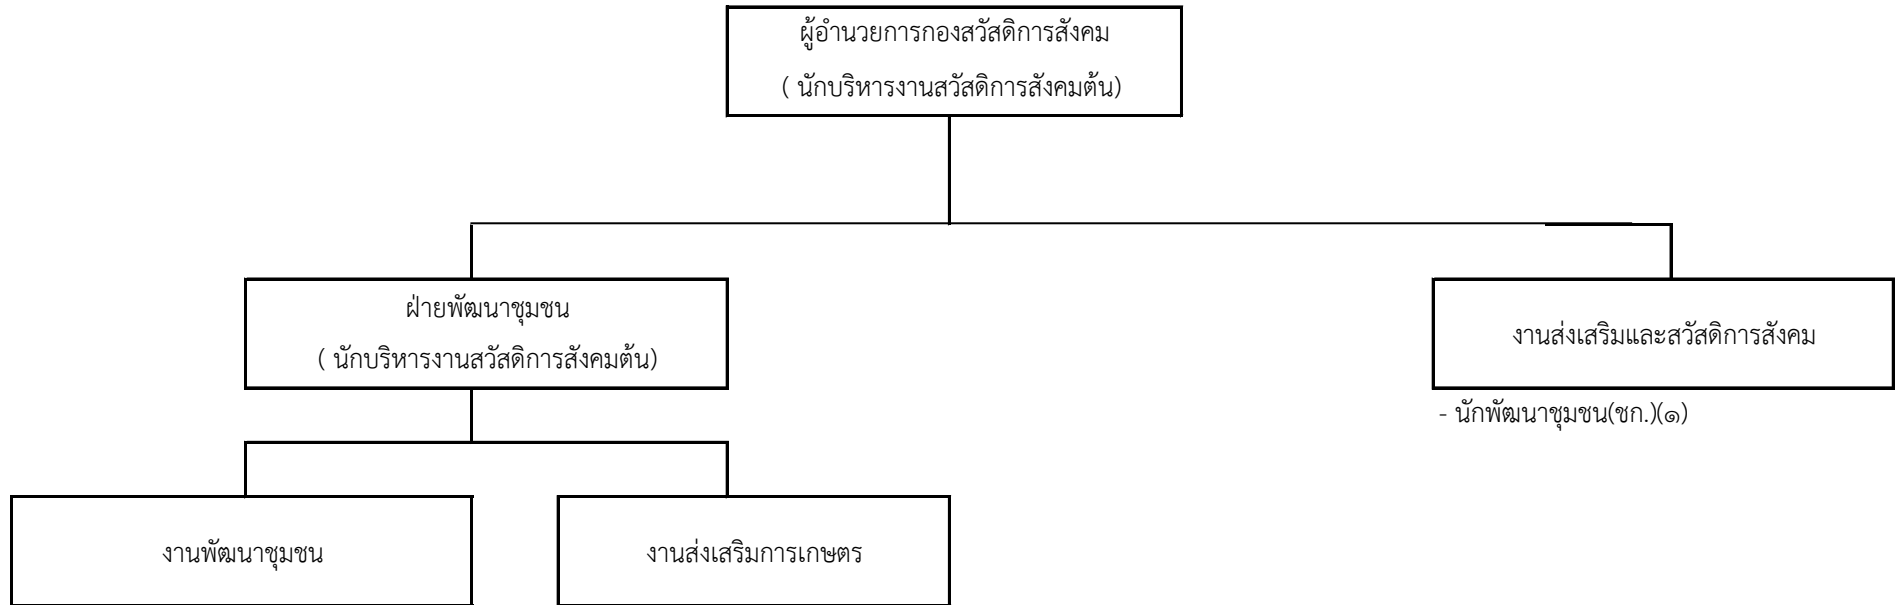 ผู้อำนวยการกองสวัสดิการสังคม
( นักบริหารงานสวัสดิการสังคมต้น)
ฝ่ายพัฒนาชุมชน
( นักบริหารงานสวัสดิการสังคมต้น)
งานส่งเสริมและสวัสดิการสังคม
- นักพัฒนาชุมชน(ชก.)(๑)
งานพัฒนาชุมชน
งานส่งเสริมการเกษตร